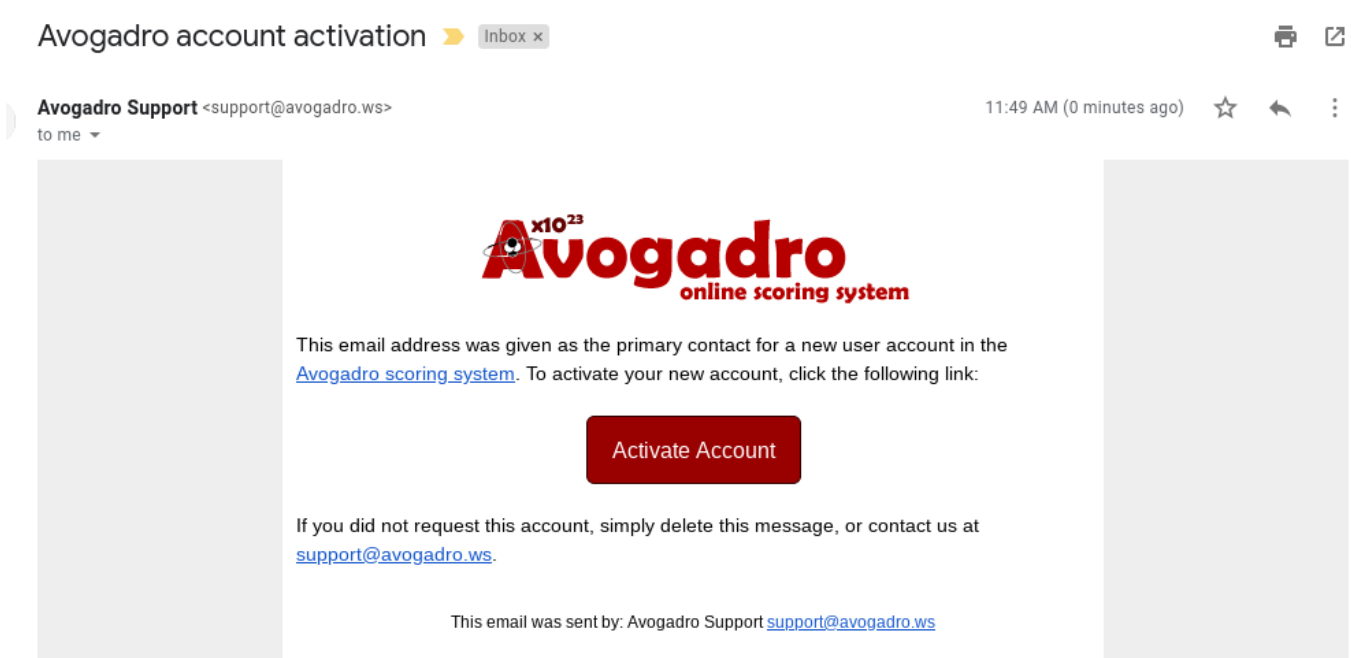 Avogadro account activation Inbox ×
Avogadro Support <support@avogadro.ws> 11:49 AM (0 minutes ago)
to me
x10²³
Avogadro
online scoring system
This email address was given as the primary contact for a new user account in the
Avogadro scoring system. To activate your new account, click the following link:
Activate Account
If you did not request this account, simply delete this message, or contact us at
support@avogadro.ws.
This email was sent by: Avogadro Support support@avogadro.ws